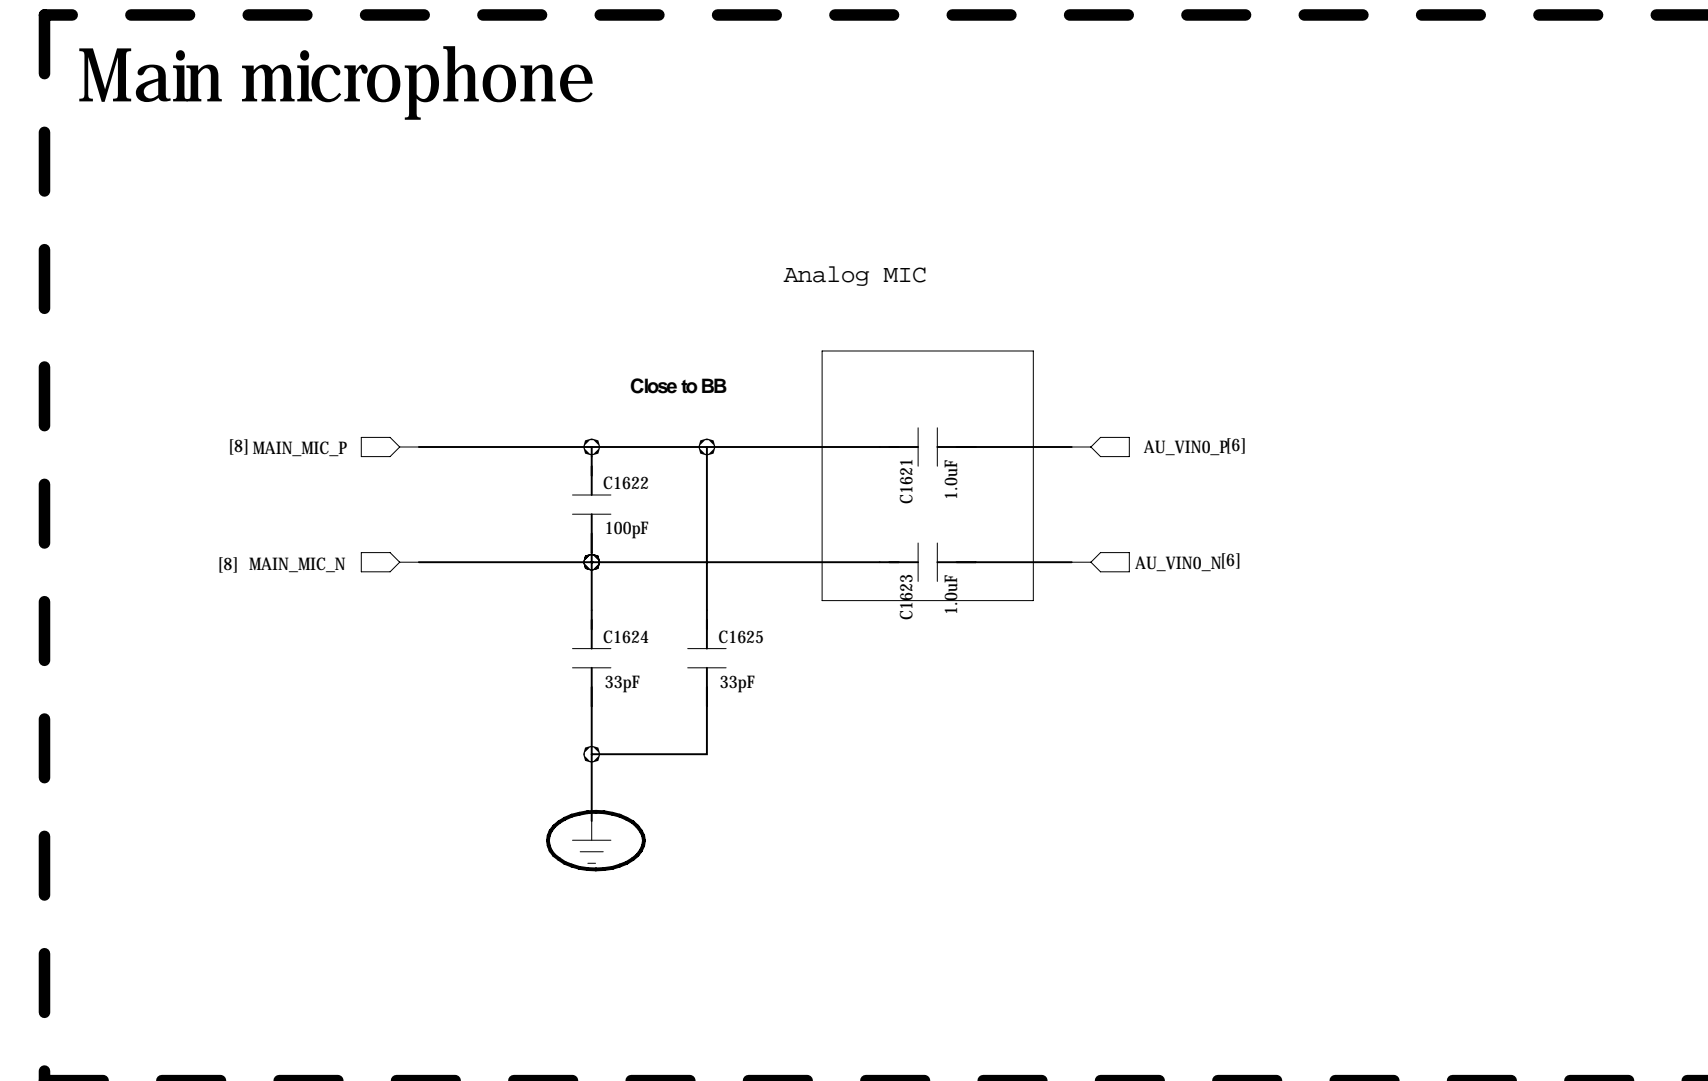 Main microphone
Analog MIC
Close to BB
[8] MAIN_MIC_P
AU_VIN0_P[6]
C1621
1.0uF
C1622
100pF
[8] MAIN_MIC_N
AU_VIN0_N[6]
C1623
1.0uF
C1624
C1625
33pF
33pF